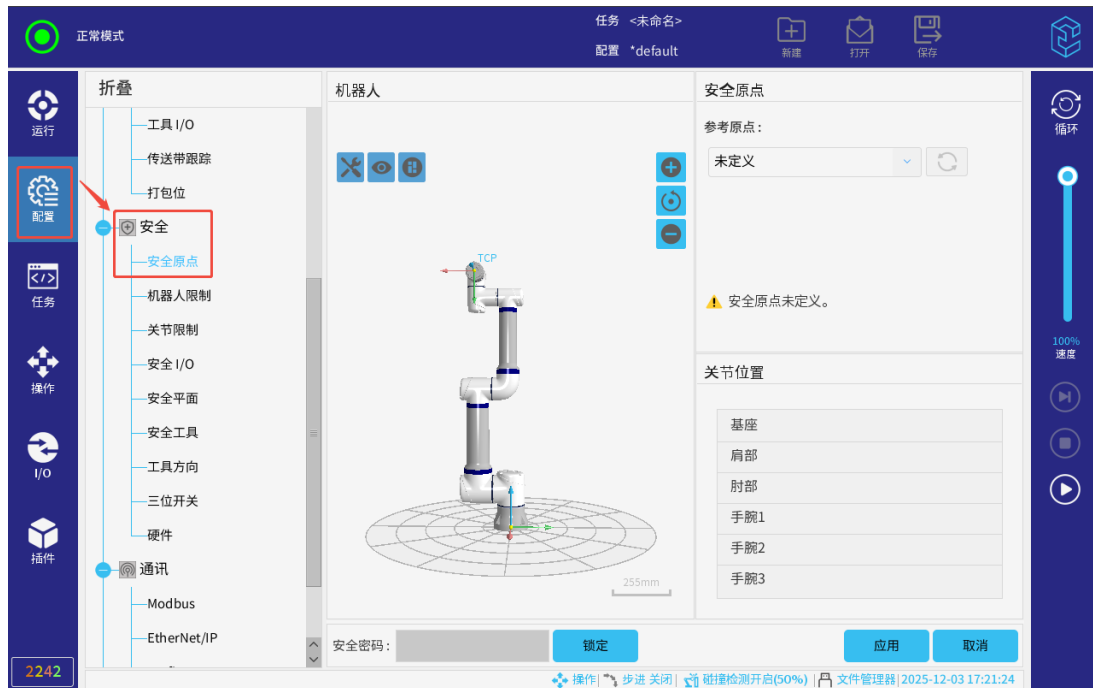 正常模式
任务 <未命名>
配置 *default
新建
打开
保存
运行
配置
任务
操作
I/O
插件
2242
折叠
工具 I/O
传送带跟踪
打包位
安全
安全原点
机器人限制
关节限制
安全 I/O
安全平面
安全工具
工具方向
三位开关
硬件
通讯
Modbus
EtherNet/IP
机器人
TCP
255mm
安全原点
参考原点:
未定义
安全原点未定义。
关节位置
基座
肩部
肘部
手腕1
手腕2
手腕3
安全密码:
锁定
应用
取消
循环
100%
速度
操作| 步进 关闭| 碰撞检测开启(50%) | 文件管理器|2025-12-03 17:21:24